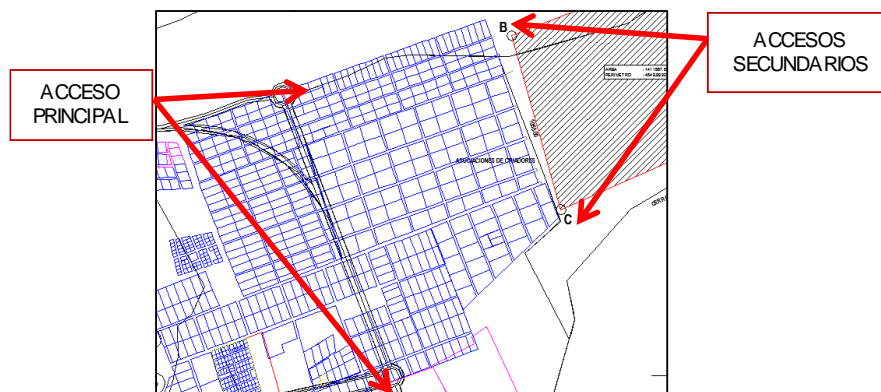 ACCESO
PRINCIPAL
B
ACCESOS
SECUNDARIOS
ASOCIACIONES DE CRIADORES
C